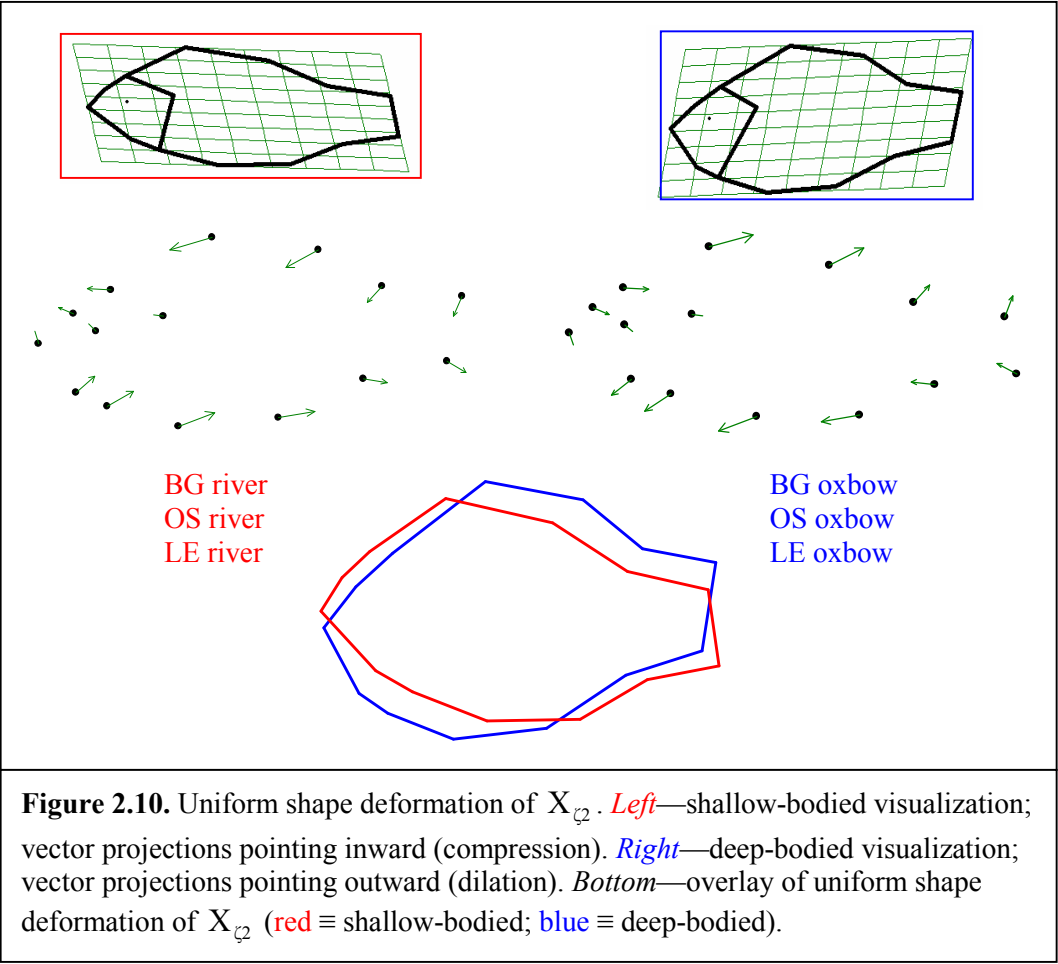 BG river
OS river
LE river
BG oxbow
OS oxbow
LE oxbow
Figure 2.10. Uniform shape deformation of Xζ2. Left—shallow-bodied visualization;
vector projections pointing inward (compression). Right—deep-bodied visualization;
vector projections pointing outward (dilation). Bottom—overlay of uniform shape
deformation of Xζ2 (red ≡ shallow-bodied; blue ≡ deep-bodied).